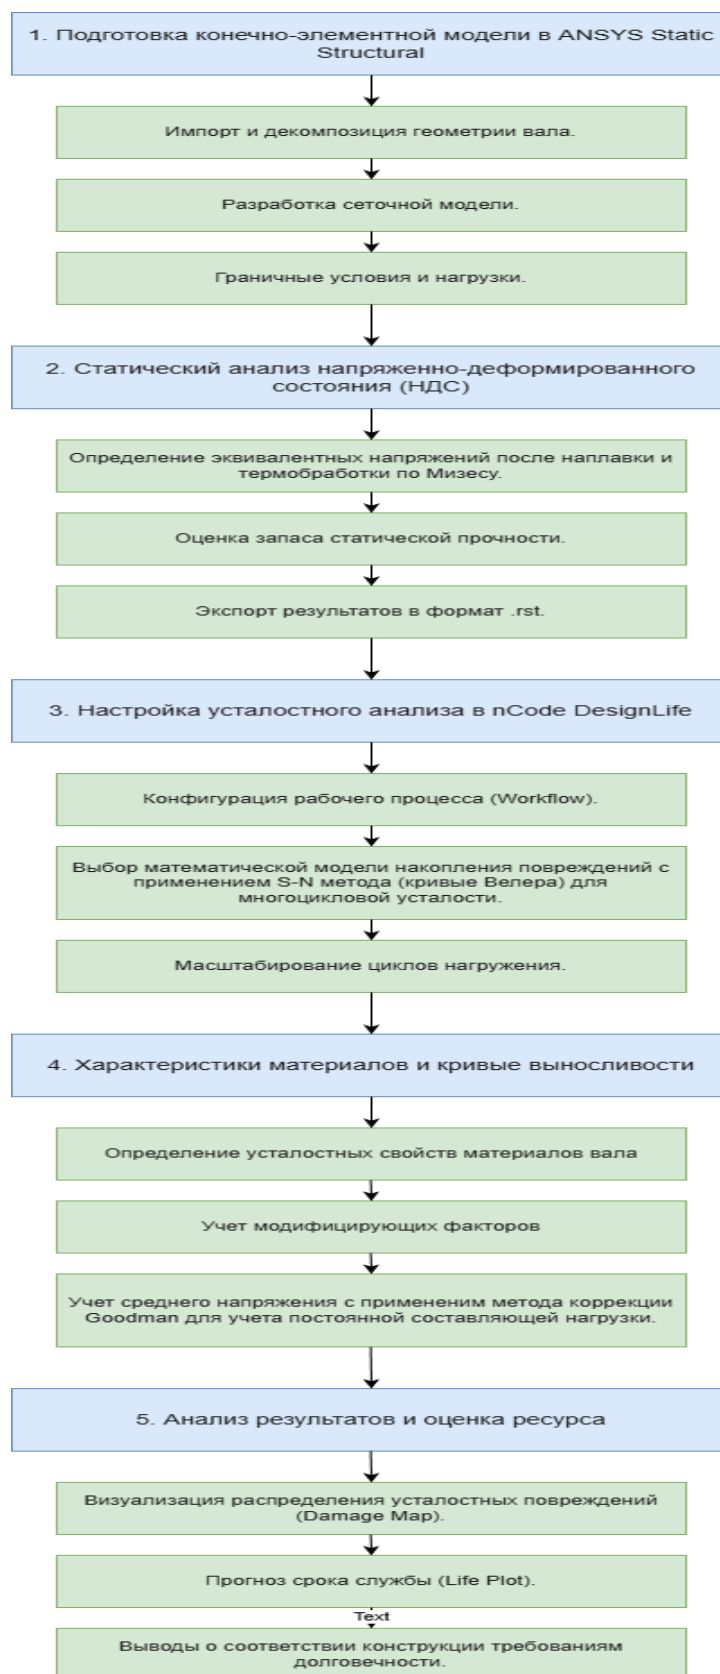 1. Подготовка конечно-элементной модели в ANSYS Static
Structural
Импорт и декомпозиция геометрии вала.
Разработка сеточной модели.
Граничные условия и нагрузки.
2. Статический анализ напряженно-деформированного
состояния (НДС)
Определение эквивалентных напряжений после наплавки и
термобработки по Мизесу.
Оценка запаса статической прочности.
Экспорт результатов в формат .rst.
3. Настройка усталостного анализа в nCode DesignLife
Конфигурация рабочего процесса (Workflow).
Выбор математической модели накопления повреждений с
применением S-N метода (кривые Велера) для
многоцикловой усталости.
Масштабирование циклов нагружения.
4. Характеристики материалов и кривые выносливости
Определение усталостных свойств материалов вала
Учет модифицирующих факторов
Учет среднего напряжения с применим метода коррекции
Goodman для учета постоянной составляющей нагрузки.
5. Анализ результатов и оценка ресурса
Визуализация распределения усталостных повреждений
(Damage Map).
Прогноз срока службы (Life Plot).
Text
Выводы о соответствии конструкции требованиям
долговечности.